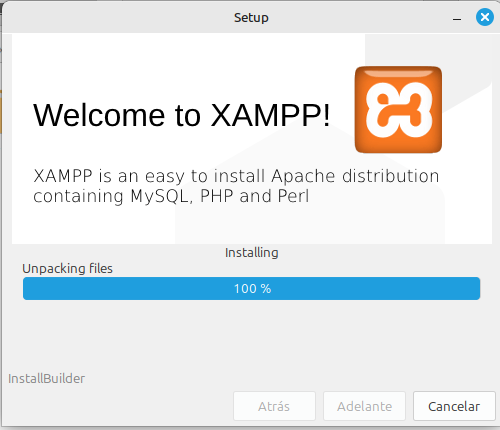 Setup
Welcome to XAMPP!
XAMPP is an easy to install Apache distribution
containing MySQL, PHP and Perl
Installing
Unpacking files
100 %
InstallBuilder
Atrás
Adelante
Cancelar